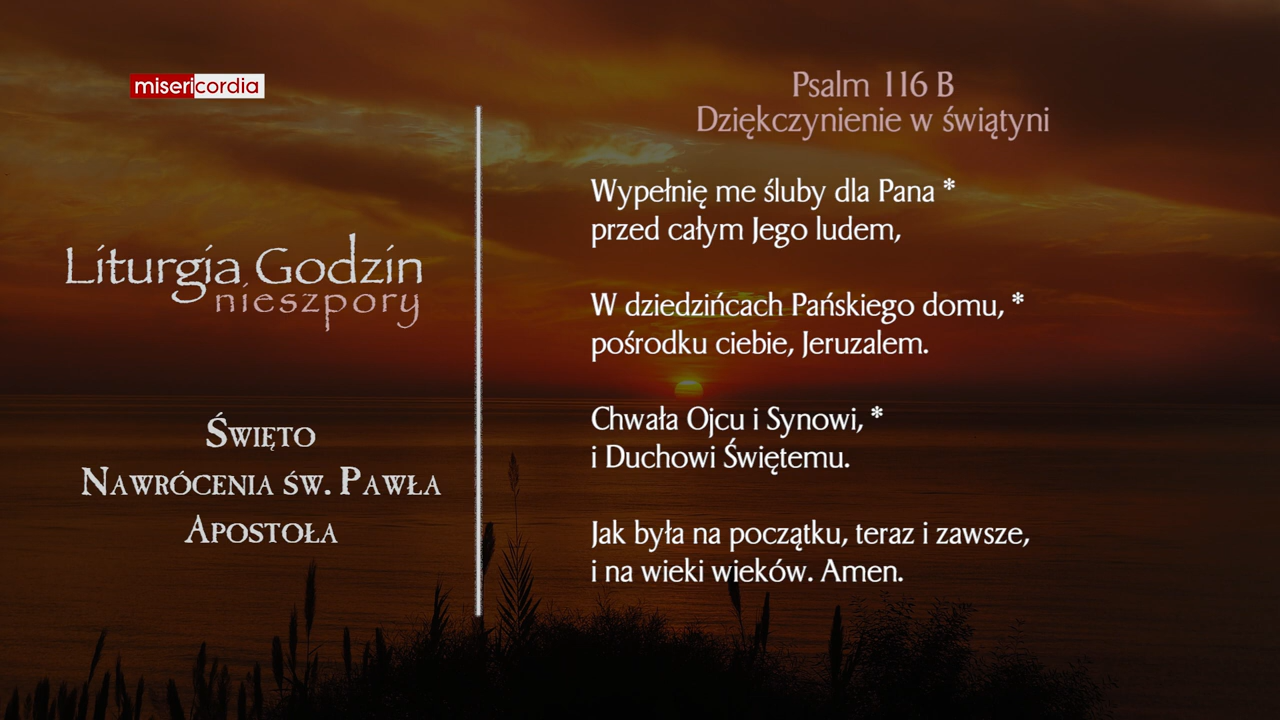 misericordia
Liturgia Godzin
nieszpory
Święto
Nawrócenia św. Pawła
Apostoła
Psalm 116 B
Dziękczynienie w świątyni
Wypełnię me śluby dla Pana *
przed całym Jego ludem,
W dziedzińcach Pańskiego domu, *
pośrodku ciebie, Jeruzalem.
Chwała Ojcu i Synowi, *
i Duchowi Świętemu.
Jak była na początku, teraz i zawsze,
i na wieki wieków. Amen.